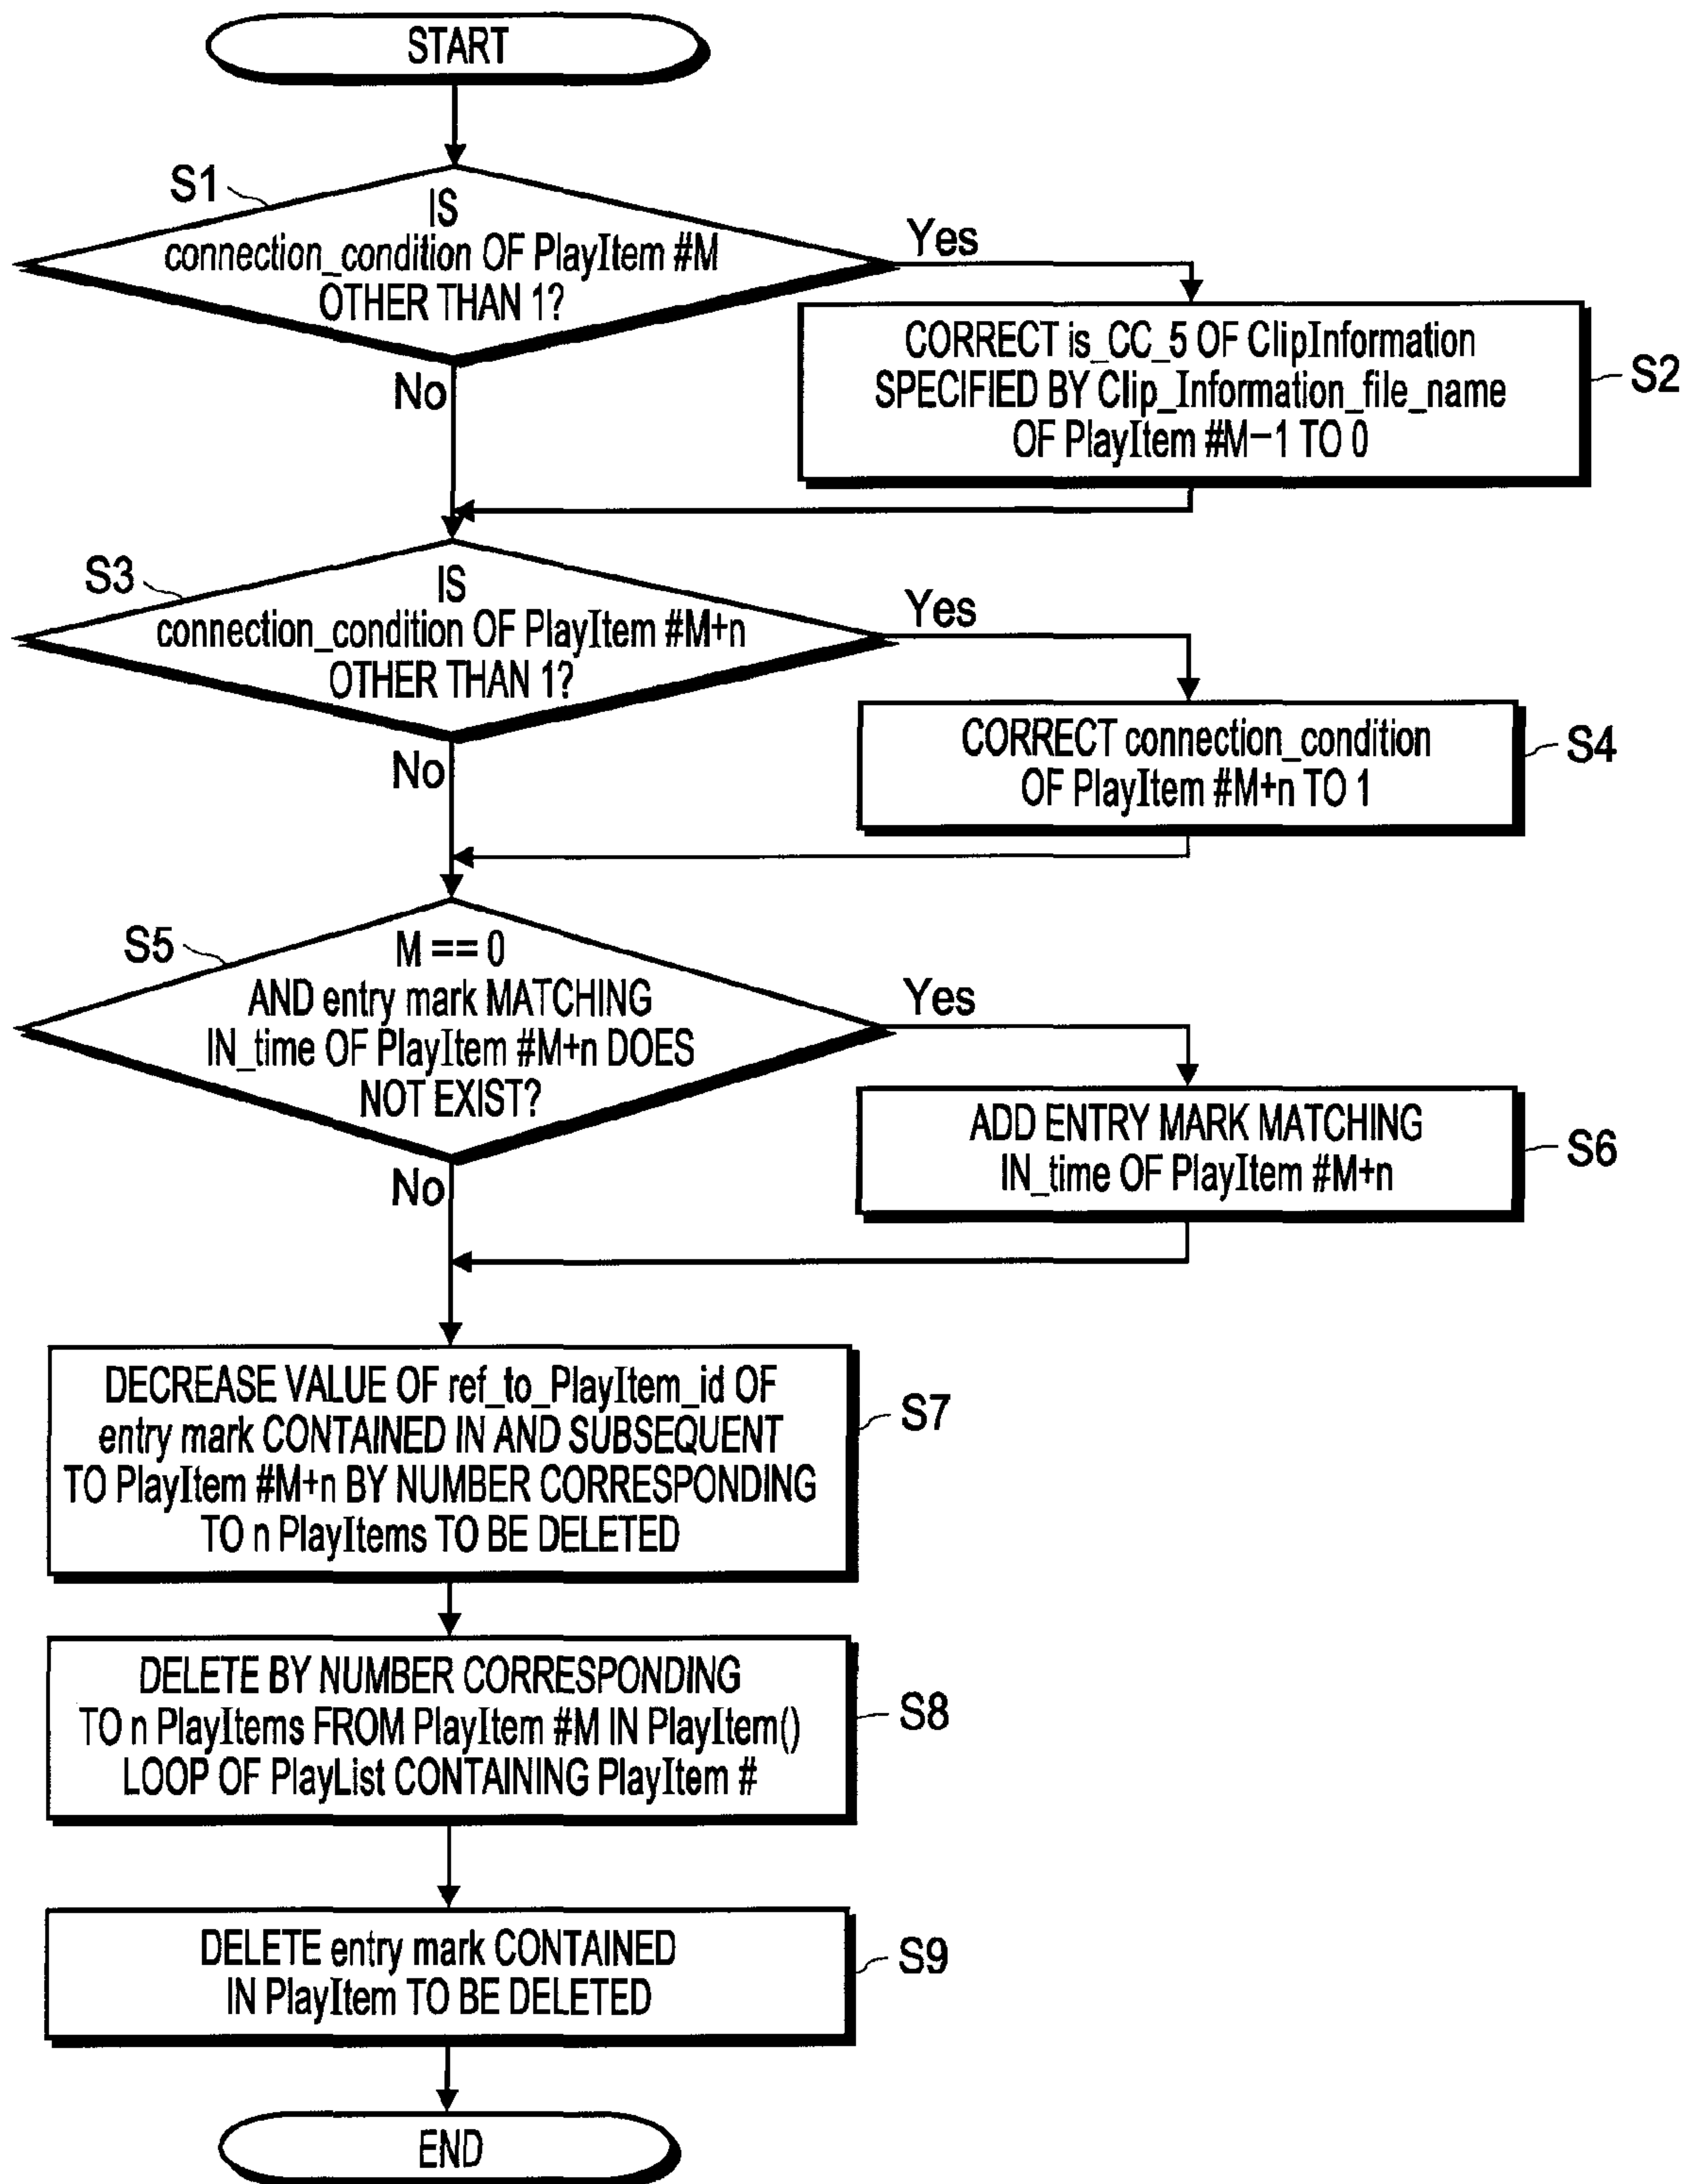 START
S1
IS
connection_condition OF PlayItem #M
OTHER THAN 1?
Yes
No
CORRECT is_CC_5 OF ClipInformation
SPECIFIED BY Clip_Information_file_name
OF PlayItem #M−1 TO 0
S2
S3
IS
connection_condition OF PlayItem #M+n
OTHER THAN 1?
Yes
No
CORRECT connection_condition
OF PlayItem #M+n TO 1
S4
S5
M == 0
AND entry mark MATCHING
IN_time OF PlayItem #M+n DOES
NOT EXIST?
Yes
No
ADD ENTRY MARK MATCHING
IN_time OF PlayItem #M+n
S6
DECREASE VALUE OF ref_to_PlayItem_id OF
entry mark CONTAINED IN AND SUBSEQUENT
TO PlayItem #M+n BY NUMBER CORRESPONDING
TO n PlayItems TO BE DELETED
S7
DELETE BY NUMBER CORRESPONDING
TO n PlayItems FROM PlayItem #M IN PlayItem()
LOOP OF PlayList CONTAINING PlayItem #
S8
DELETE entry mark CONTAINED
IN PlayItem TO BE DELETED
S9
END